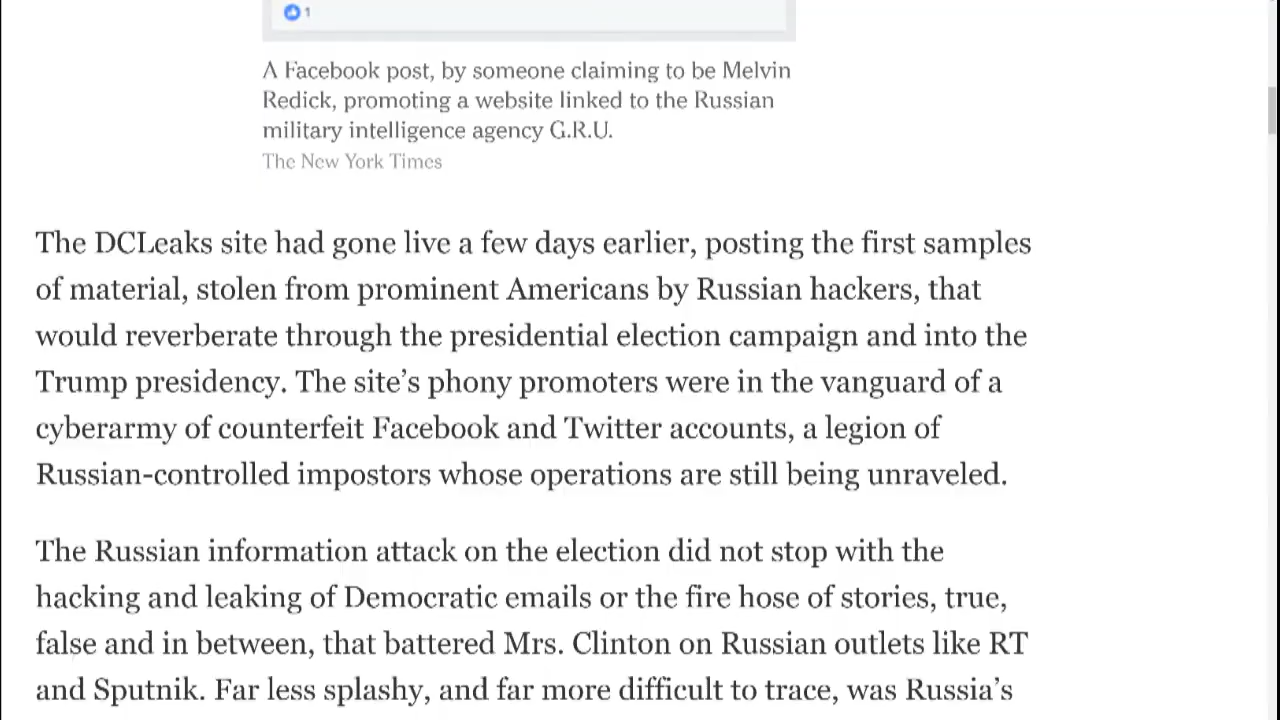 1
A Facebook post, by someone claiming to be Melvin
Redick, promoting a website linked to the Russian
military intelligence agency G.R.U.
The New York Times
The DCLeaks site had gone live a few days earlier, posting the first samples
of material, stolen from prominent Americans by Russian hackers, that
would reverberate through the presidential election campaign and into the
Trump presidency. The site’s phony promoters were in the vanguard of a
cyberarmy of counterfeit Facebook and Twitter accounts, a legion of
Russian-controlled impostors whose operations are still being unraveled.
The Russian information attack on the election did not stop with the
hacking and leaking of Democratic emails or the fire hose of stories, true,
false and in between, that battered Mrs. Clinton on Russian outlets like RT
and Sputnik. Far less splashy, and far more difficult to trace, was Russia’s